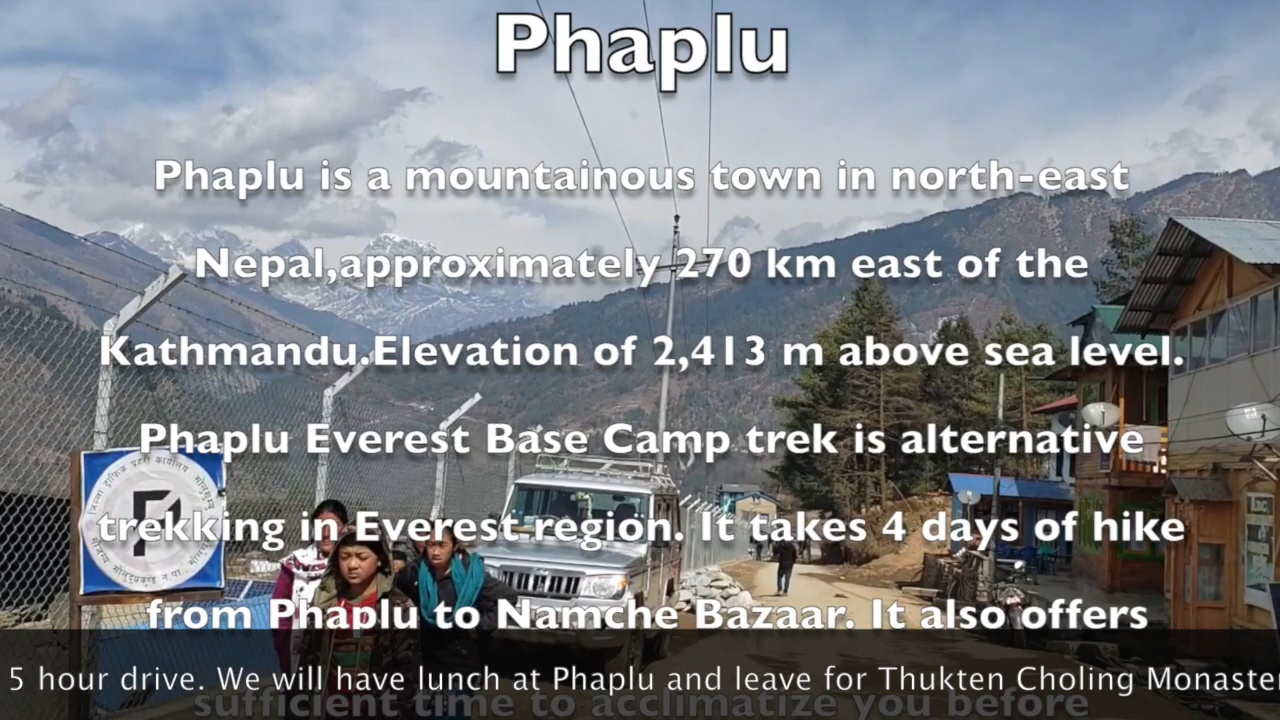 Phaplu
Phaplu is a mountainous town in north-east
Nepal,approximately 270 km east of the
Kathmandu.Elevation of 2,413 m above sea level.
Phaplu Everest Base Camp trek is alternative
trekking in Everest region. It takes 4 days of hike
from Phaplu to Namche Bazaar. It also offers
5 hour drive. We will have lunch at Phaplu and leave for Thukten Choling Monaste
sufficient time to acclimatize you before
P